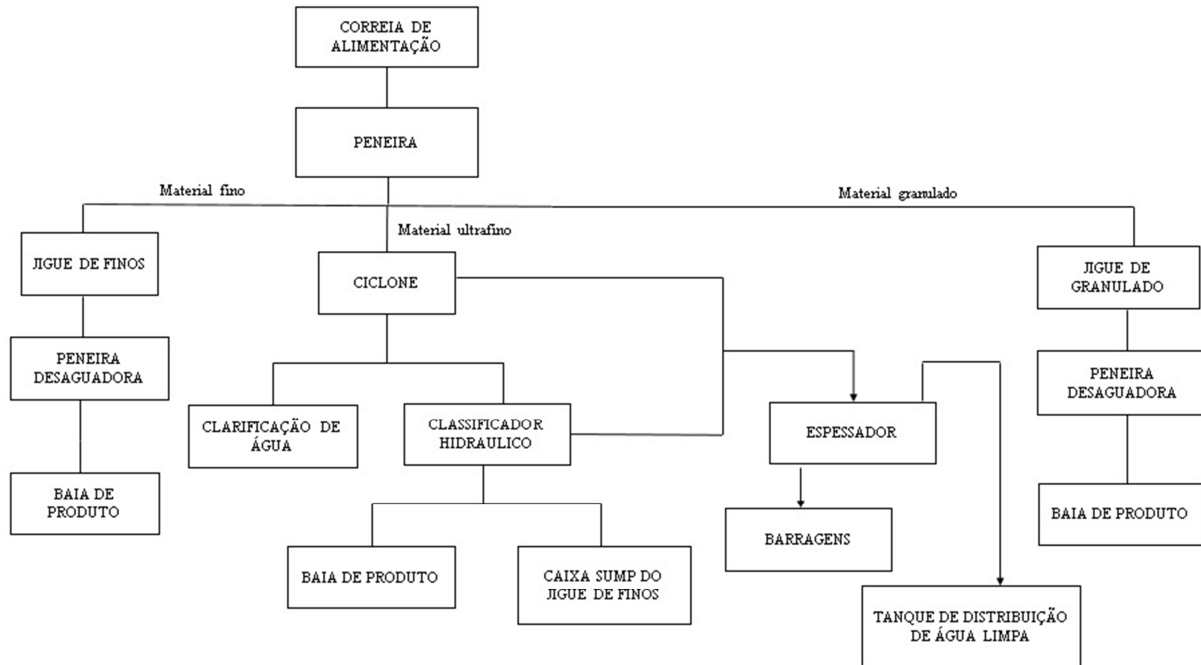 CORREIA DE
ALIMENTAÇÃO
PENEIRA
Material fino
Material granulado
Material ultrafino
JIGUE DE FINOS
CICLONE
JIGUE DE
GRANULADO
PENEIRA
DESAGUADORA
PENEIRA
DESAGUADORA
CLARIFICAÇÃO DE
ÁGUA
CLASSIFICADOR
HIDRAULICO
ESPESSADOR
BAIA DE
PRODUTO
BAIA DE PRODUTO
BARRAGENS
BAIA DE PRODUTO
CAIXA SUMP DO
JIGUE DE FINOS
TANQUE DE DISTRIBUIÇÃO
DE ÁGUA LIMPA